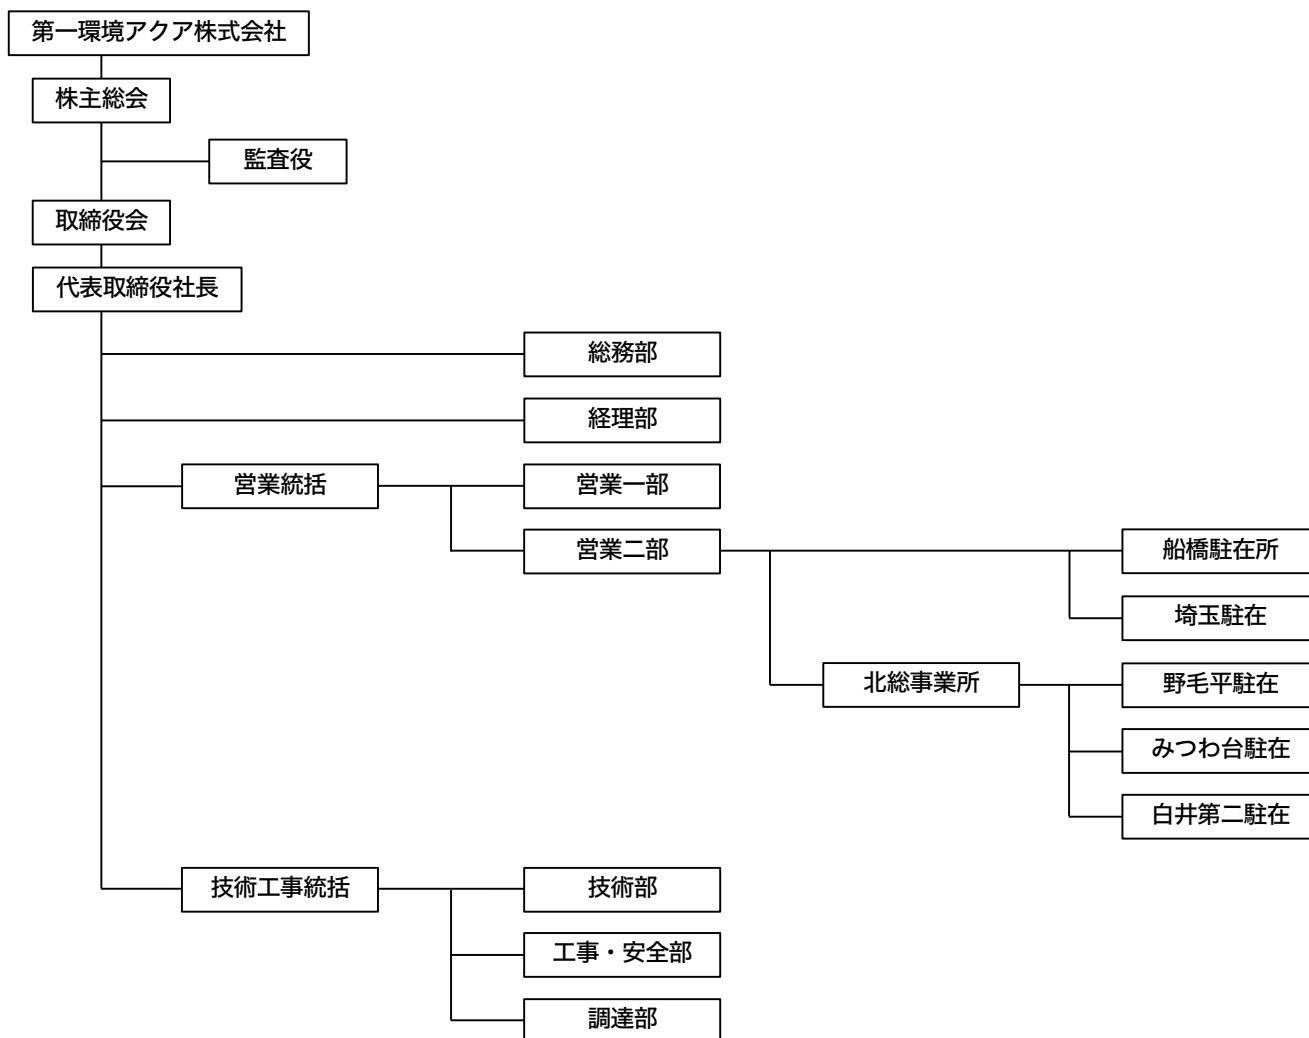 第一環境アクア株式会社
株主総会
監査役
取締役会
代表取締役社長
総務部
経理部
営業統括
営業一部
営業二部
船橋駐在所
埼玉駐在
北総事業所
野毛平駐在
みつわ台駐在
白井第二駐在
技術工事統括
技術部
工事・安全部
調達部